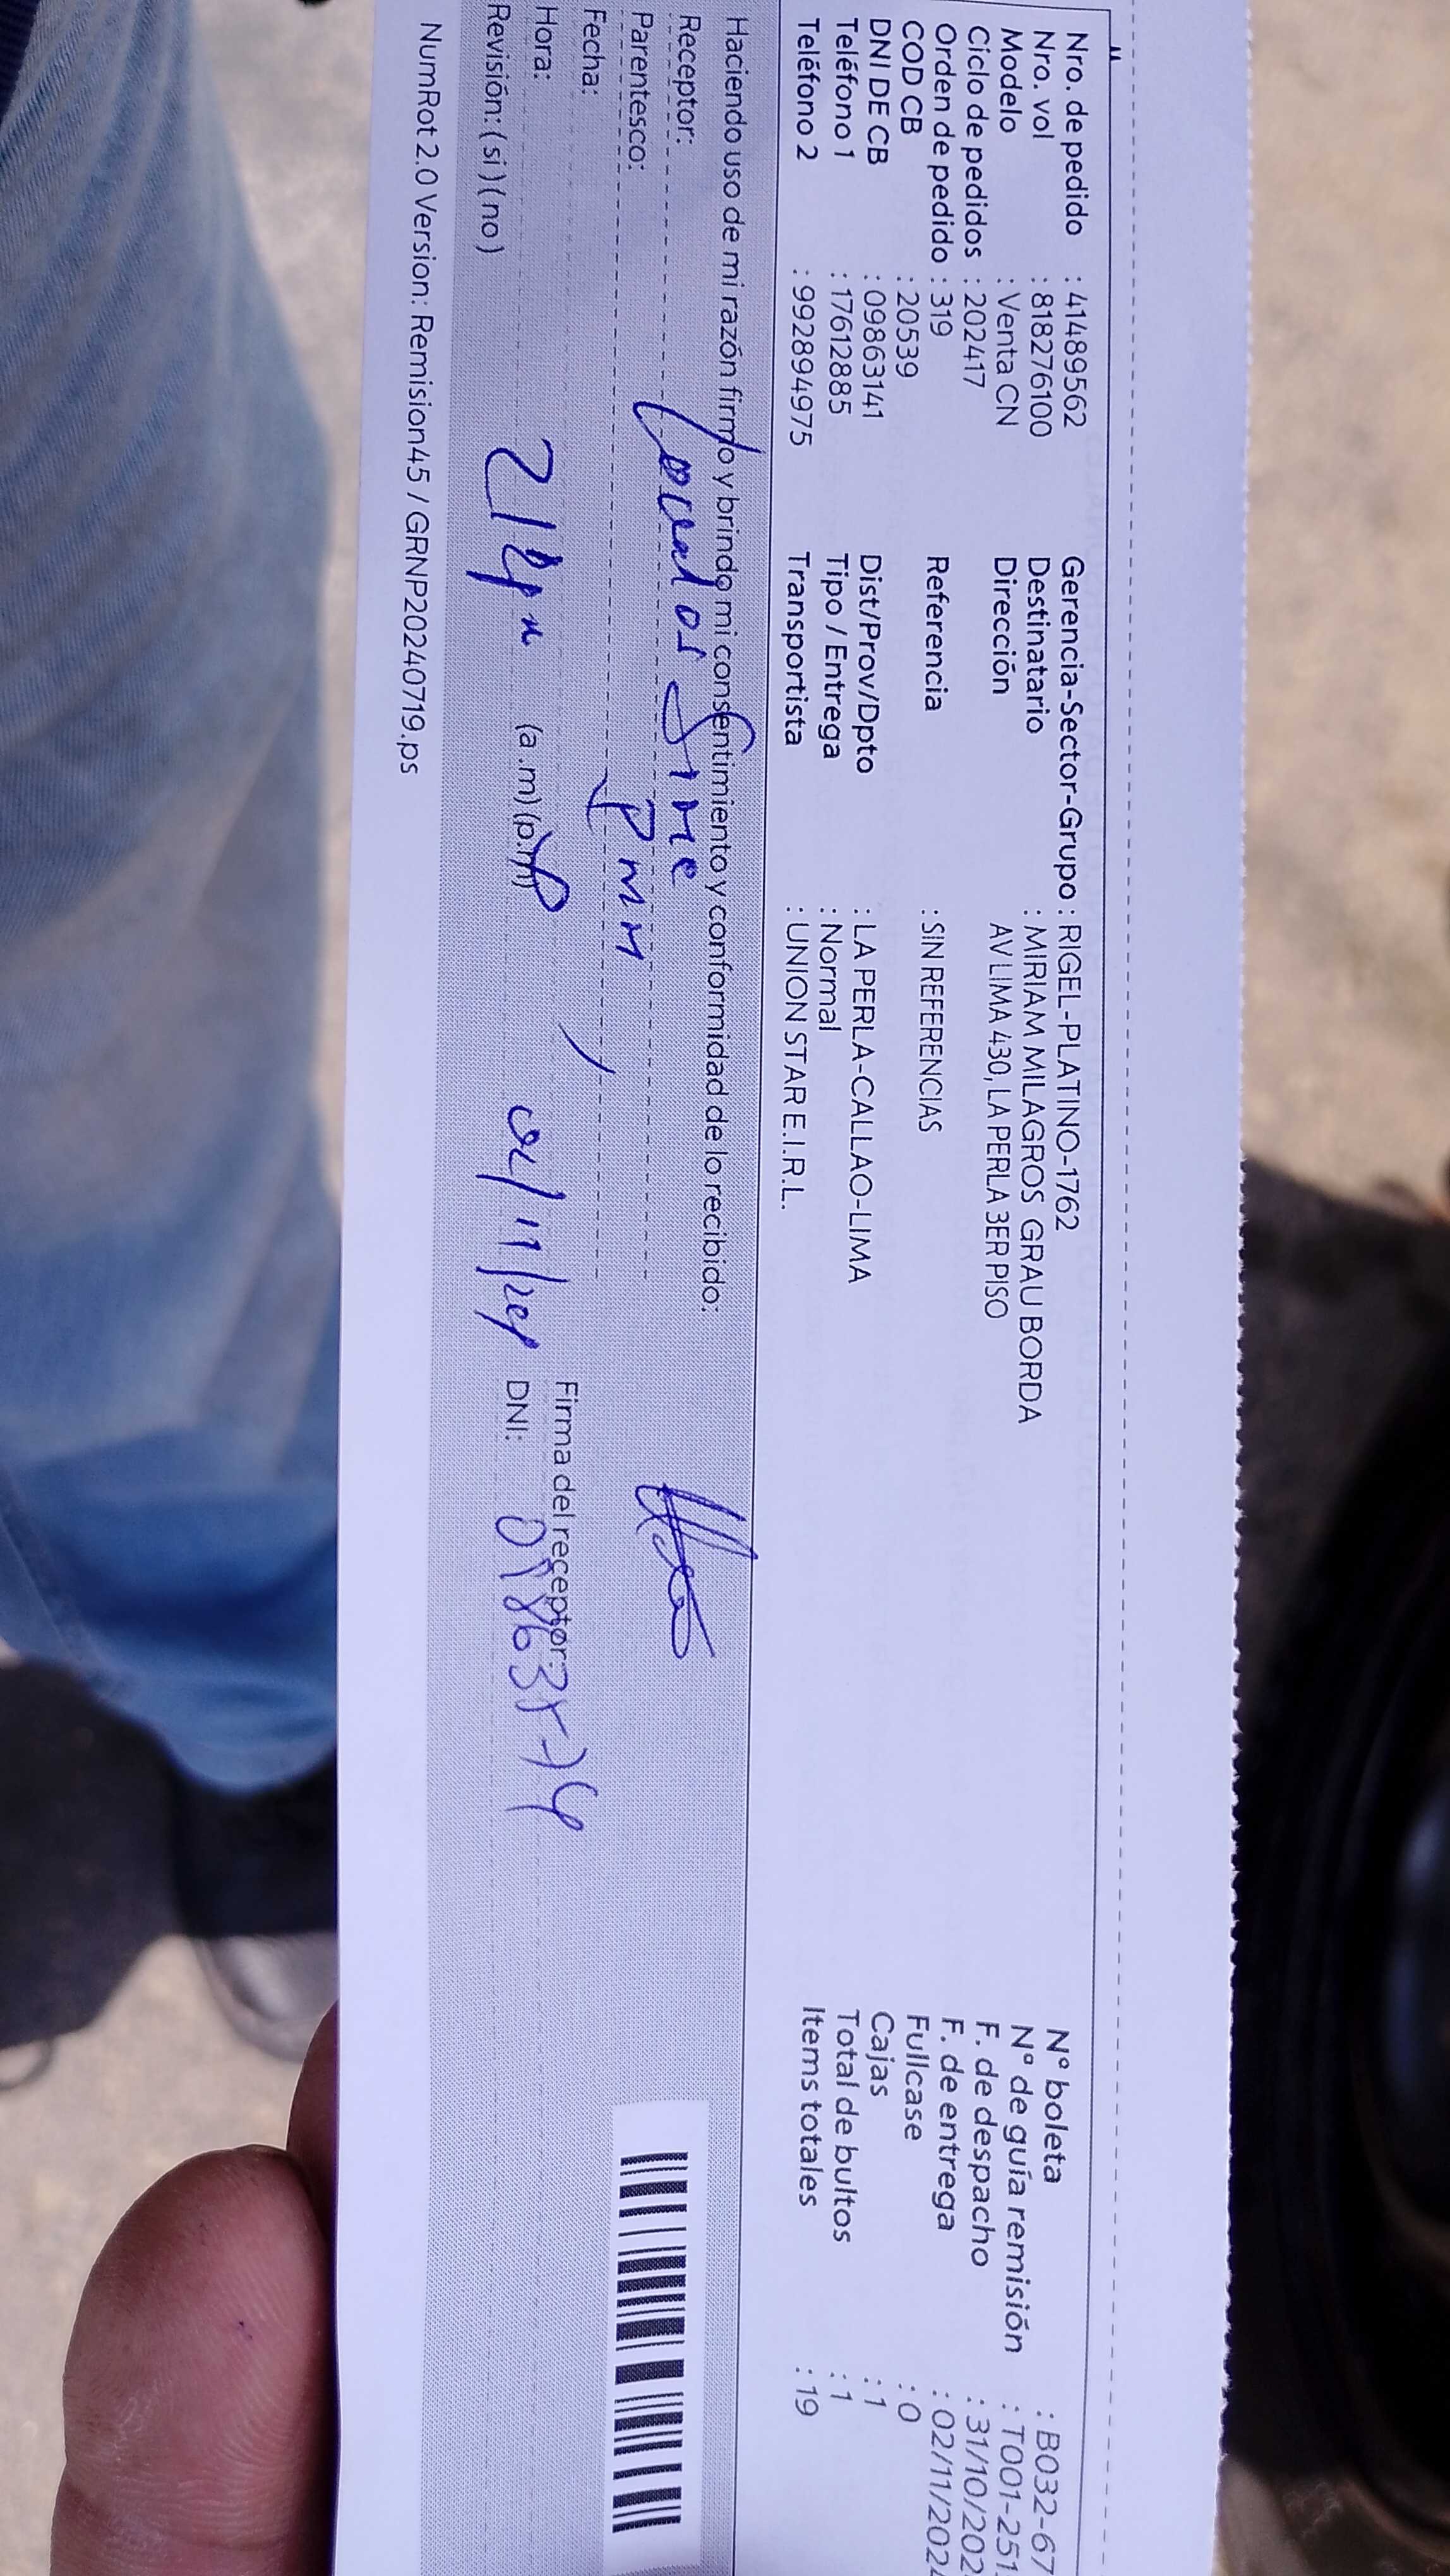 Nro. de pedido : 41489562
Nro. vol : 818276100
Modelo : Venta CN
Ciclo de pedidos : 202417
Orden de pedido : 319
COD CB : 20539
DNI DE CB : 09863141
Teléfono 1 : 17612885
Teléfono 2 : 992894975
Gerencia-Sector-Grupo : RIGEL-PLATINO-1762
Destinatario : MIRIAM MILAGROS GRAU BORDA
Dirección AV LIMA 430, LA PERLA 3ER PISO
Referencia : SIN REFERENCIAS
Dist/Prov/Dpto : LA PERLA-CALLAO-LIMA
Tipo / Entrega : Normal
Transportista : UNION STAR E.I.R.L.
N° boleta : B032-67
N° de guía remisión : T001-251
F. de despacho : 31/10/202
F. de entrega : 02/11/2024
Fullcase : 0
Cajas : 1
Total de bultos : 1
Items totales : 19
Haciendo uso de mi razón firmo y brindo mi consentimiento y conformidad de lo recibido:
Receptor:
Parentesco:
Fecha:
Hora: (a.m) (p.m)
Revisión: (si) (no)
Firma del receptor:
DNI:
NumRot 2.0 Version: Remision45 / GRNP20240719.ps